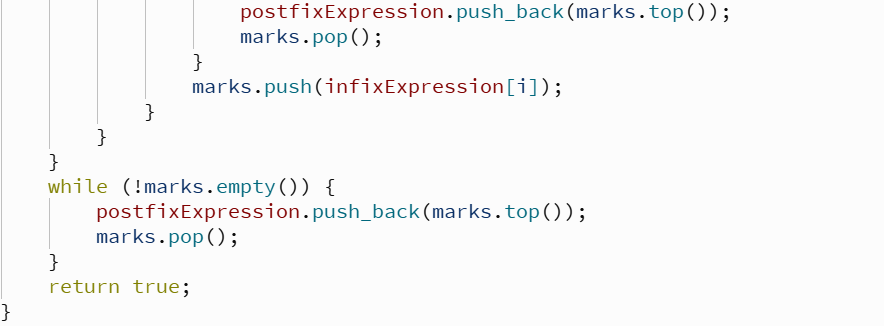 postfixExpression.push_back(marks.top());
                    marks.pop();
                }
                marks.push(infixExpression[i]);
            }
        }
    }
    while (!marks.empty()) {
        postfixExpression.push_back(marks.top());
        marks.pop();
    }
    return true;
}